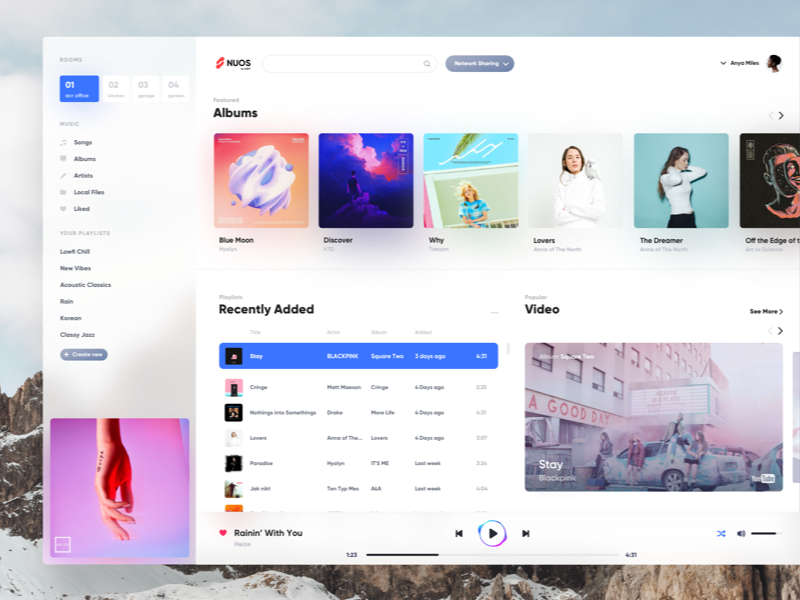 ROOMS
01
acr office
02
kitchen
03
garage
04
garden
MUSIC
Songs
Albums
Artists
Local Files
Liked
YOUR PLAYLISTS
Lowfi Chill
New Vibes
Acoustic Classics
Rain
Korean
Classy Jazz
+ Create new
NUOS
Network Sharing
Anya Miles
Featured
Albums
Blue Moon
Hyolyn
Discover
Why
Taeyeon
Lovers
Anna of The North
The Dreamer
Anna of The North
Off the Edge of t
Art vs Science
Playlists
Recently Added
Title Artist Album Added
Stay BLACKPINK Square Two 3 days ago 4:31
Cringe Matt Maeson Cringe 4 Days ago 2:25
Nothings Into Somethings Drake More Life 4 Days ago 4:31
Lovers Anna of The... Lovers 4 Days ago 3:07
Paradise Hyolyn IT'S ME Last week 3:24
Jak nikt Ten Typ Mes ALA Last week 4:04
Popular
Video
See More
Album: Square Two
A GOOD DAY
Stay
Blackpink
YouTube
Rainin' With You
Heize
1:23
4:31